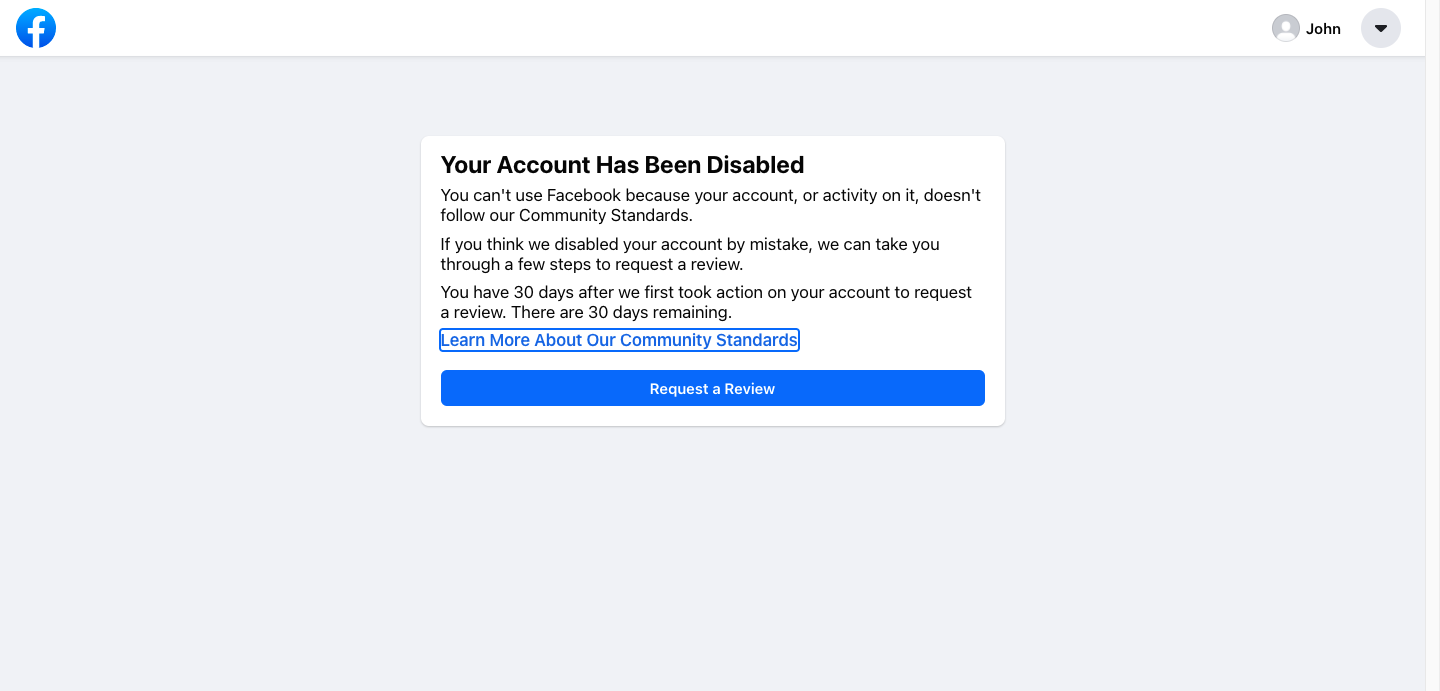 John
Your Account Has Been Disabled
You can't use Facebook because your account, or activity on it, doesn't
follow our Community Standards.
If you think we disabled your account by mistake, we can take you
through a few steps to request a review.
You have 30 days after we first took action on your account to request
a review. There are 30 days remaining.
Learn More About Our Community Standards
Request a Review